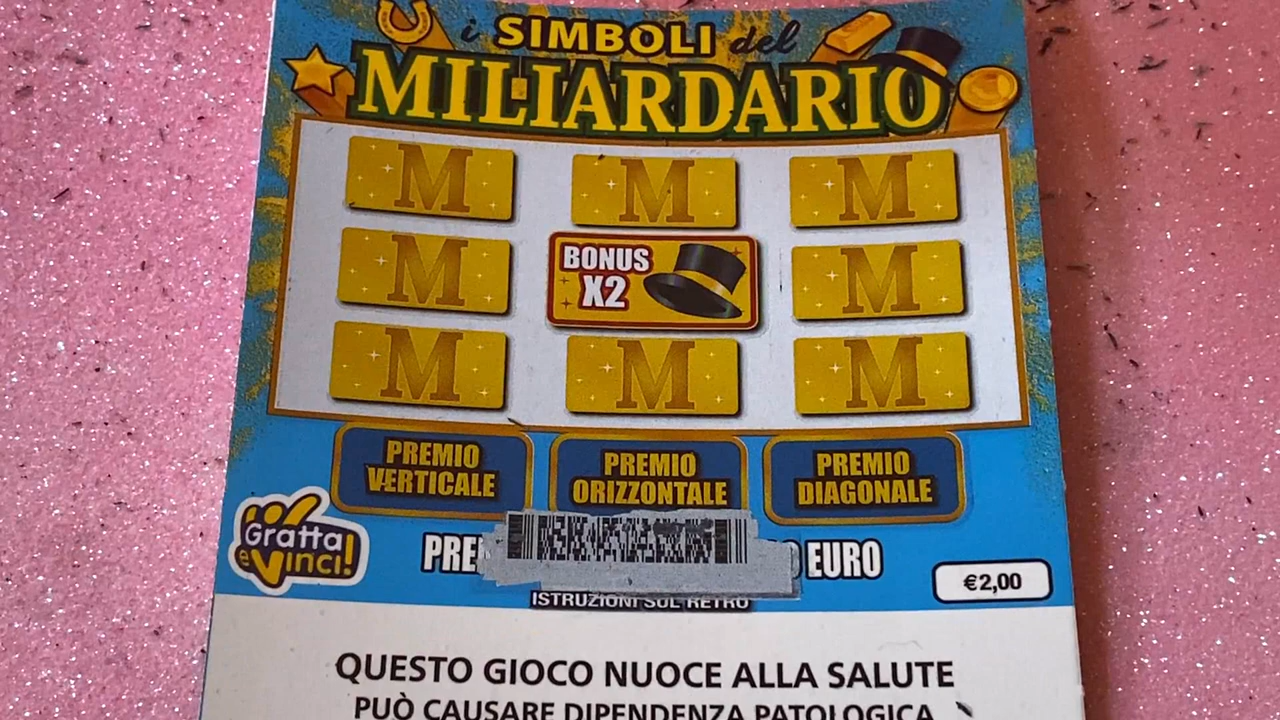 i SIMBOLI del
MILIARDARIO
M M M
M BONUS X2 M
M M M
PREMIO VERTICALE
PREMIO ORIZZONTALE
PREMIO DIAGONALE
Gratta e Vinci!
EURO
€2,00
ISTRUZIONI SUL RETRO
QUESTO GIOCO NUOCE ALLA SALUTE
PUÒ CAUSARE DIPENDENZA PATOLOGICA